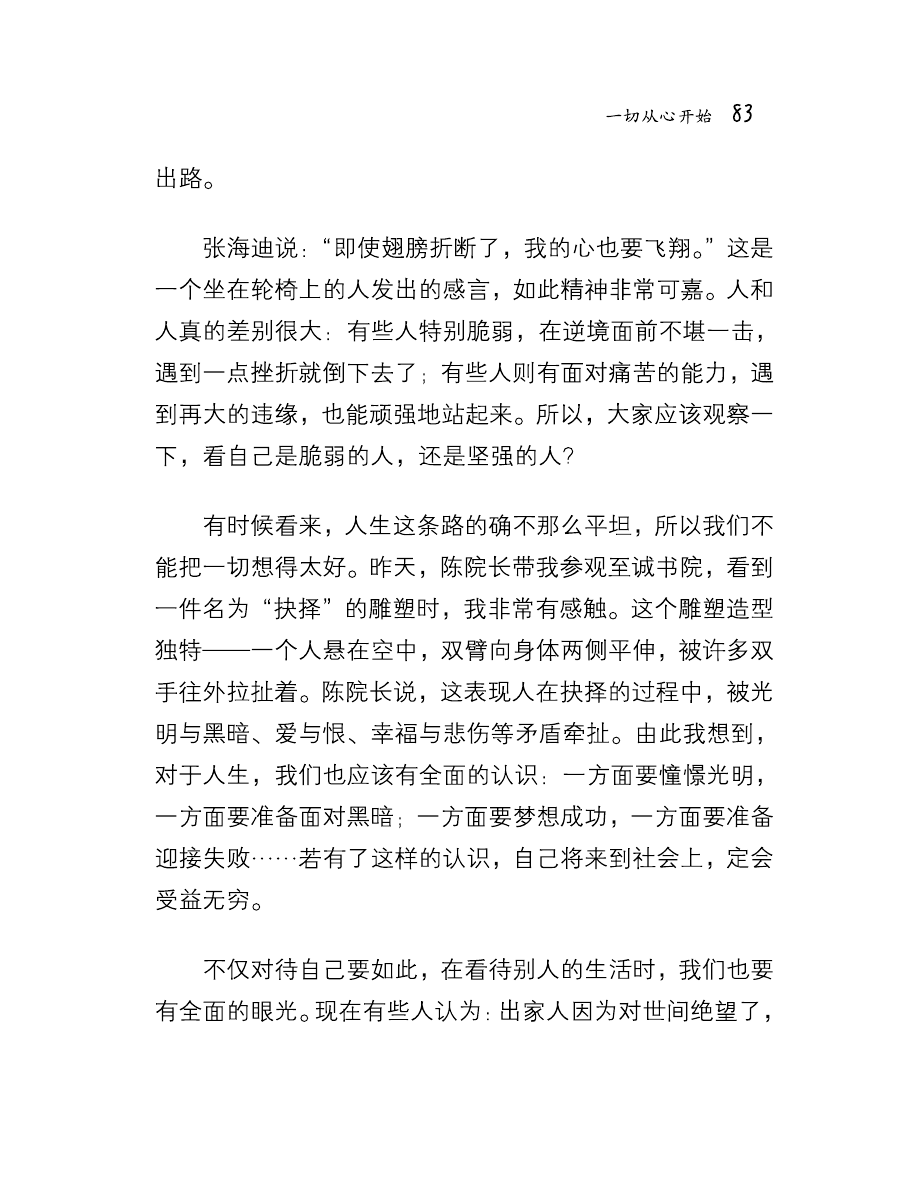 一切从心开始 83
出路。
张海迪说：“即使翅膀折断了，我的心也要飞翔。”这是
一个坐在轮椅上的人发出的感言，如此精神非常可嘉。人和
人真的差别很大：有些人特别脆弱，在逆境面前不堪一击，
遇到一点挫折就倒下去了；有些人则有面对痛苦的能力，遇
到再大的违缘，也能顽强地站起来。所以，大家应该观察一
下，看自己是脆弱的人，还是坚强的人？
有时候看来，人生这条路的确不那么平坦，所以我们不
能把一切想得太好。昨天，陈院长带我参观至诚书院，看到
一件名为“抉择”的雕塑时，我非常有感触。这个雕塑造型
独特——一个人悬在空中，双臂向身体两侧平伸，被许多双
手往外拉扯着。陈院长说，这表现人在抉择的过程中，被光
明与黑暗、爱与恨、幸福与悲伤等矛盾牵扯。由此我想到，
对于人生，我们也应该有全面的认识：一方面要憧憬光明，
一方面要准备面对黑暗；一方面要梦想成功，一方面要准备
迎接失败……若有了这样的认识，自己将来到社会上，定会
受益无穷。
不仅对待自己要如此，在看待别人的生活时，我们也要
有全面的眼光。现在有些人认为：出家人因为对世间绝望了，